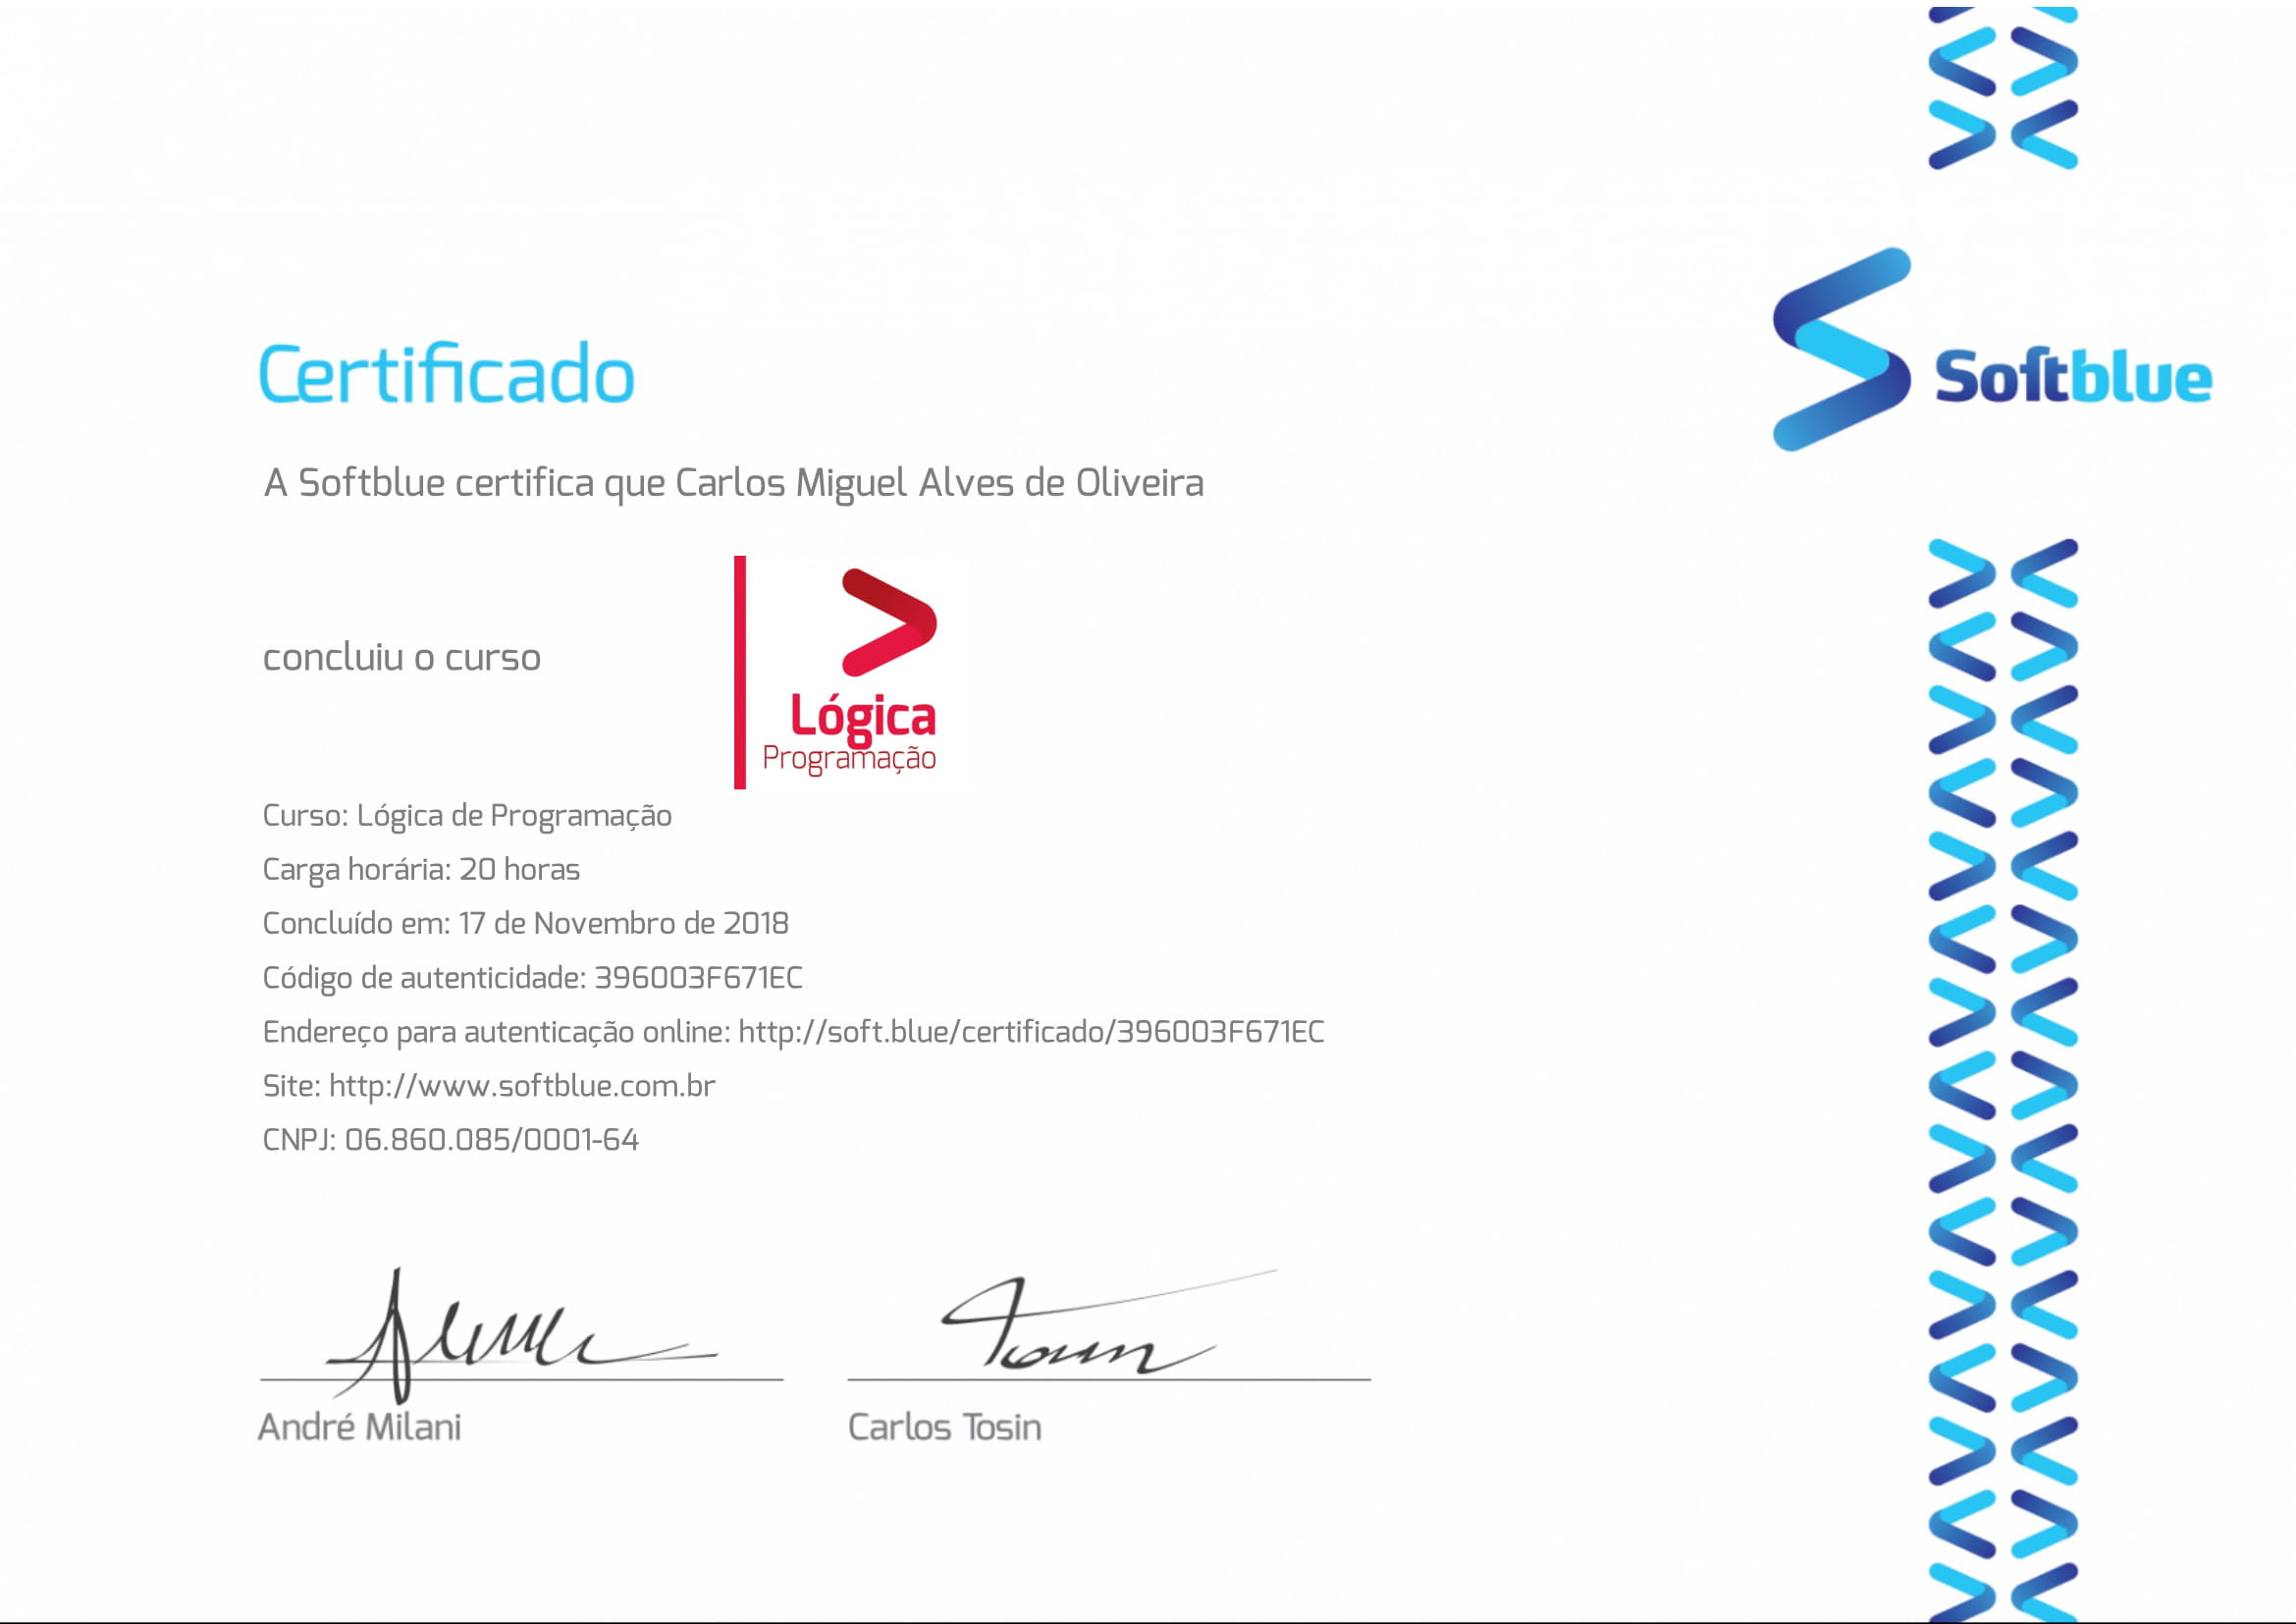 Certificado
Softblue
A Softblue certifica que Carlos Miguel Alves de Oliveira
concluiu o curso
Lógica
Programação
Curso: Lógica de Programação
Carga horária: 20 horas
Concluído em: 17 de Novembro de 2018
Código de autenticidade: 396003F671EC
Endereço para autenticação online: http://soft.blue/certificado/396003F671EC
Site: http://www.softblue.com.br
CNPJ: 06.860.085/0001-64
André Milani
Carlos Tosin